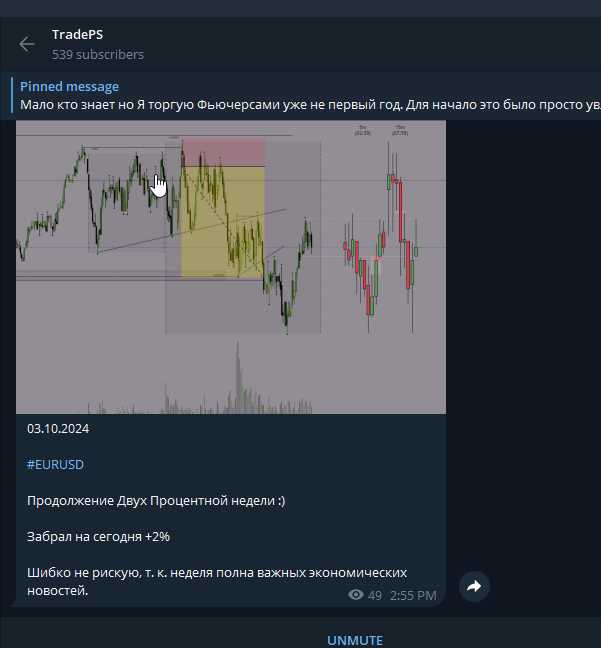 TradePS
539 subscribers
Pinned message
Мало кто знает но Я торгую Фьючерсами уже не первый год. Для начало это было просто ув
03.10.2024
#EURUSD
Продолжение Двух Процентной недели :)
Забрал на сегодня +2%
Шибко не рискую, т. к. неделя полна важных экономических
новостей.
49 2:55 PM
UNMUTE